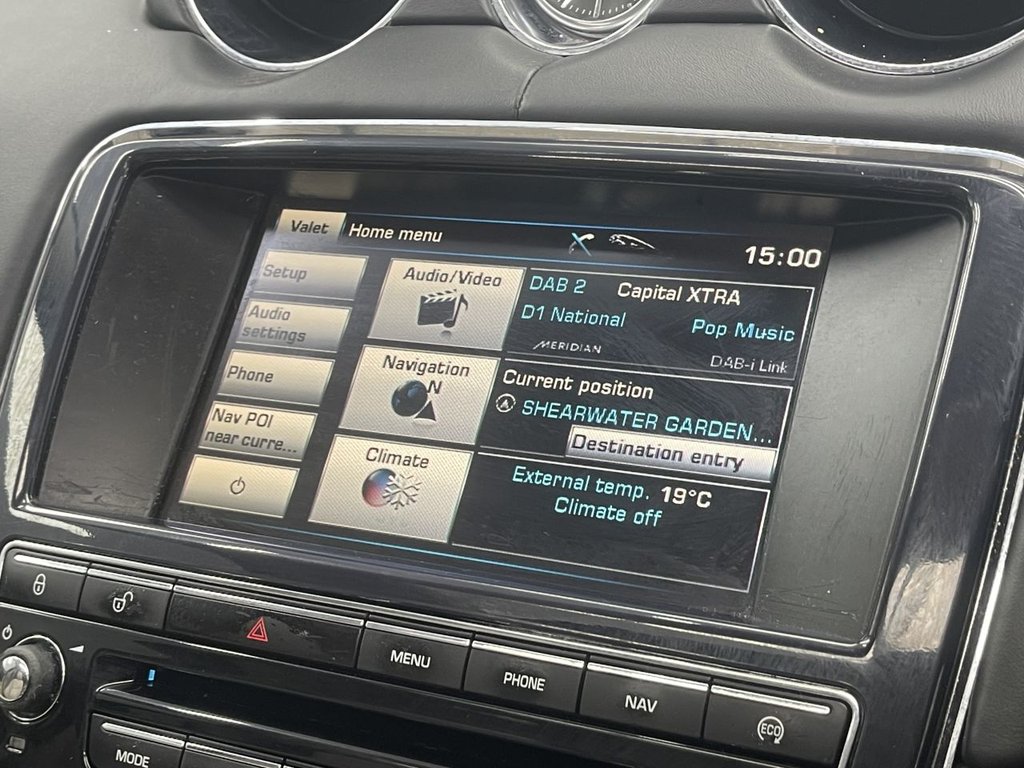 Valet
Home menu
15:00
Setup
Audio
settings
Phone
Nav POI
near curre...
Audio/Video
DAB 2 Capital XTRA
D1 National
Pop Music
MERIDIAN
DAB-i Link
Navigation
N
Current position
SHEARWATER GARDEN...
Destination entry
Climate
External temp. 19°C
Climate off
MENU
PHONE
NAV
ECO
MODE